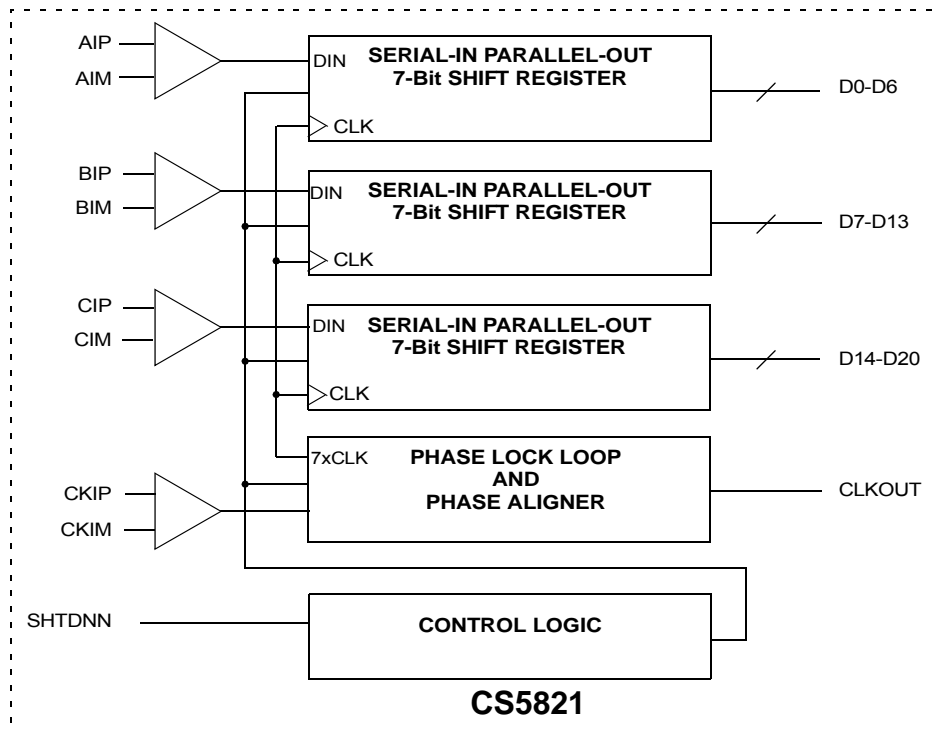 AIP
AIM
DIN
SERIAL-IN PARALLEL-OUT
7-Bit SHIFT REGISTER
CLK
D0-D6
BIP
BIM
DIN
SERIAL-IN PARALLEL-OUT
7-Bit SHIFT REGISTER
CLK
D7-D13
CIP
CIM
DIN
SERIAL-IN PARALLEL-OUT
7-Bit SHIFT REGISTER
CLK
D14-D20
CKIP
CKIM
7xCLK
PHASE LOCK LOOP
AND
PHASE ALIGNER
CLKOUT
SHTDNN
CONTROL LOGIC
CS5821